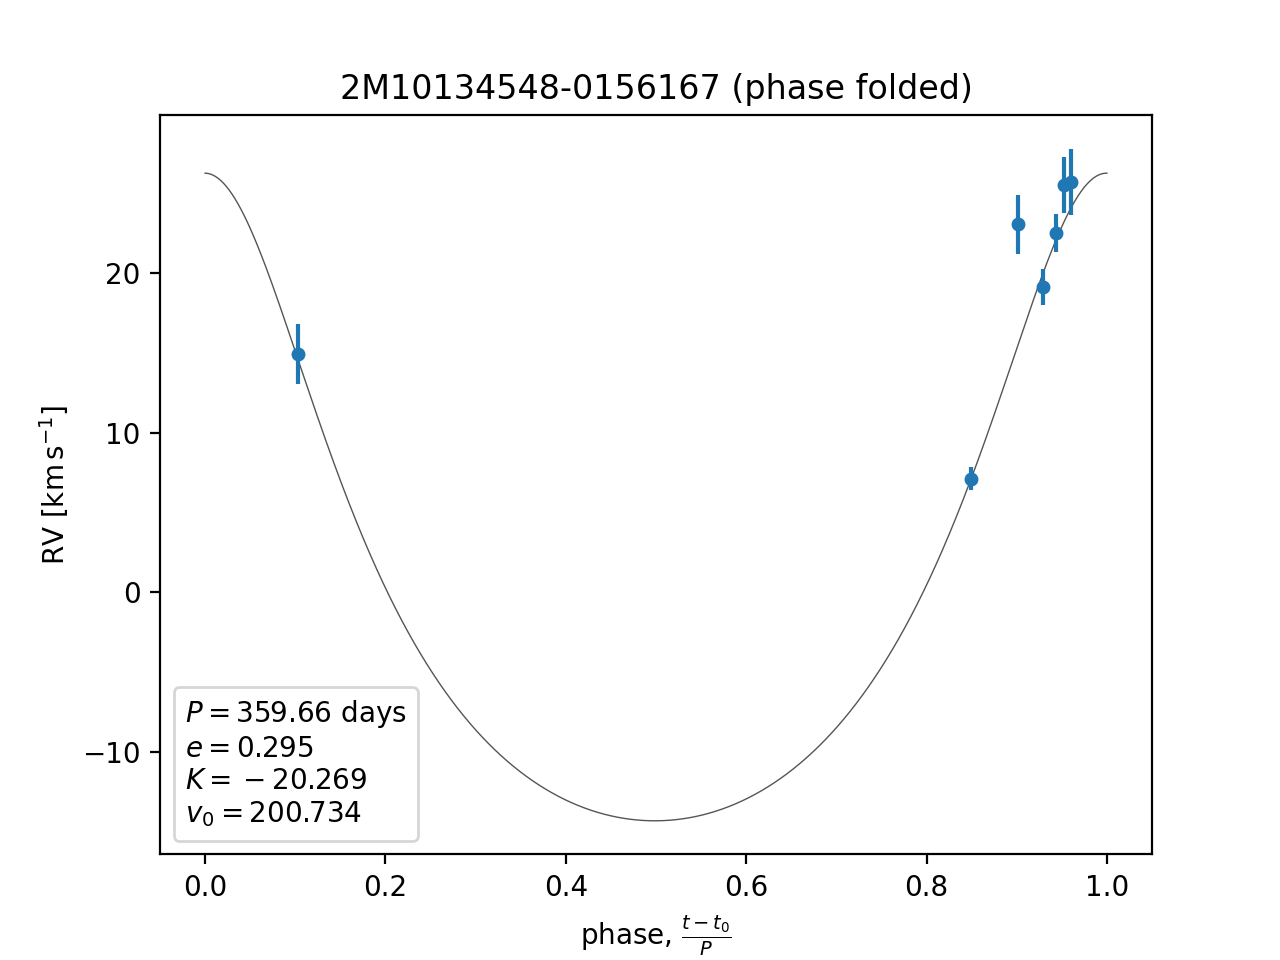 2M10134548-0156167 (phase folded)
RV [km s⁻¹]
20
10
0
−10
P = 359.66 days
e = 0.295
K = − 20.269
v₀ = 200.734
0.0 0.2 0.4 0.6 0.8 1.0
phase, (t − t₀)/P